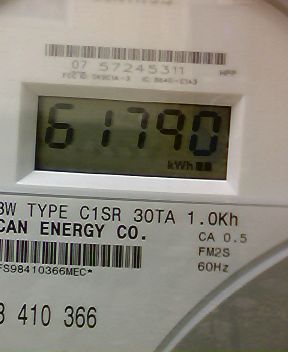 07 57245311
61790
kWh
3W TYPE C1SR 30TA 1.0Kh
CAN ENERGY CO.
CA 0.5
FM2S
FS98410366MEC*
60Hz
8 410 366